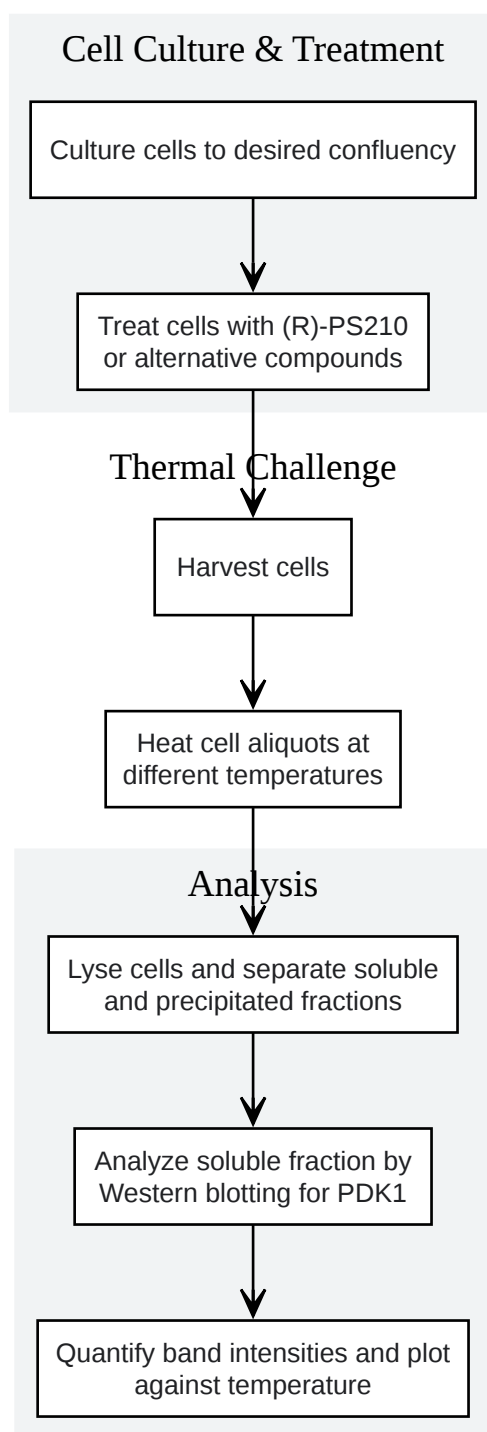 Cell Culture & Treatment
Culture cells to desired confluency
Treat cells with (R)-PS210
or alternative compounds
Thermal Challenge
Harvest cells
Heat cell aliquots at
different temperatures
Analysis
Lyse cells and separate soluble
and precipitated fractions
Analyze soluble fraction by
Western blotting for PDK1
Quantify band intensities and plot
against temperature